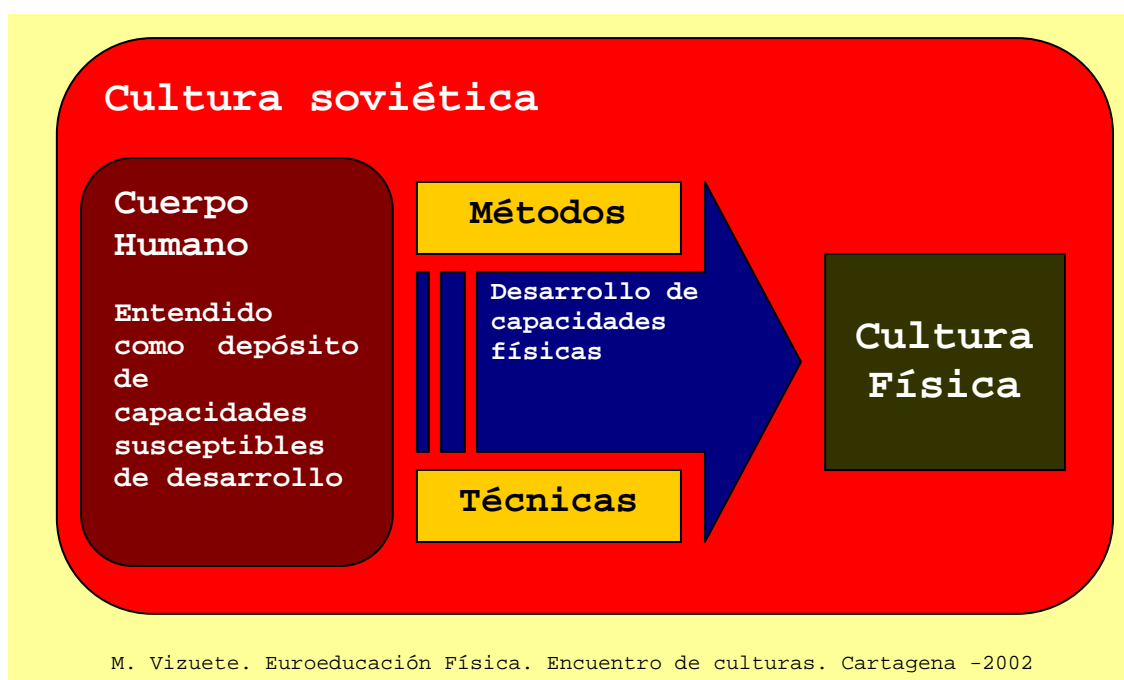 Cultura soviética
Cuerpo
Humano
Entendido
como depósito
de
capacidades
susceptibles
de desarrollo
Métodos
Desarrollo de
capacidades
físicas
Técnicas
Cultura
Física
M. Vizuete. Euroeducación Física. Encuentro de culturas. Cartagena -2002